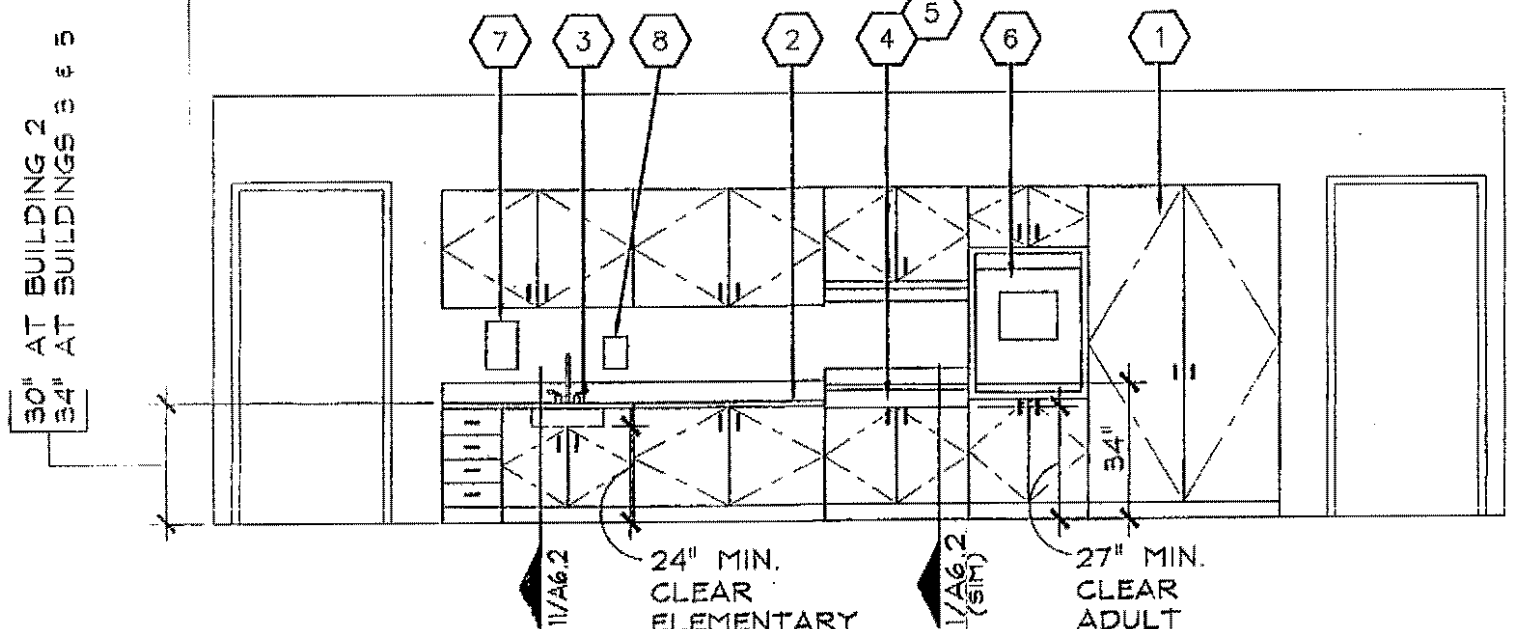 5
7
3
8
2
4
6
1
30" AT BUILDING 2
34" AT BUILDINGS 3 & 5
34"
24" MIN.
CLEAR
ELEMENTARY
27" MIN.
CLEAR
ADULT
11/A6.2
11/A6.2
(SIM)